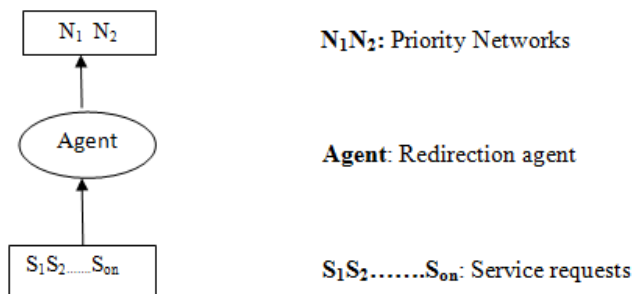 N₁ N₂
N₁N₂: Priority Networks
Agent
Agent: Redirection agent
S₁S₂......Sₒₙ
S₁S₂.......Sₒₙ: Service requests